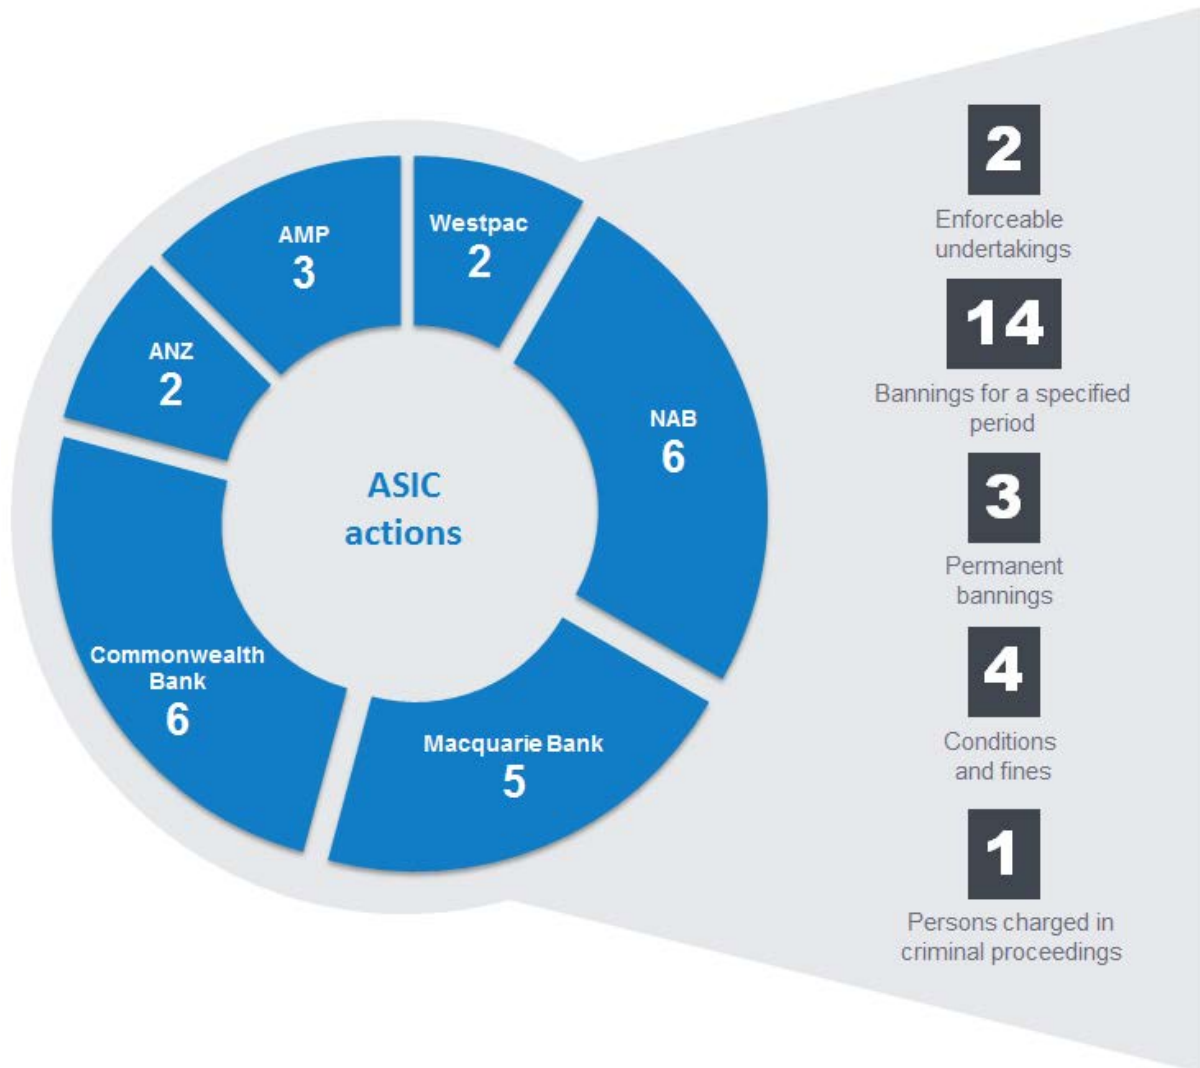 AMP
3
Westpac
2
ANZ
2
NAB
6
ASIC
actions
Commonwealth
Bank
6
Macquarie Bank
5
2
Enforceable
undertakings
14
Bannings for a specified
period
3
Permanent
bannings
4
Conditions
and fines
1
Persons charged in
criminal proceedings